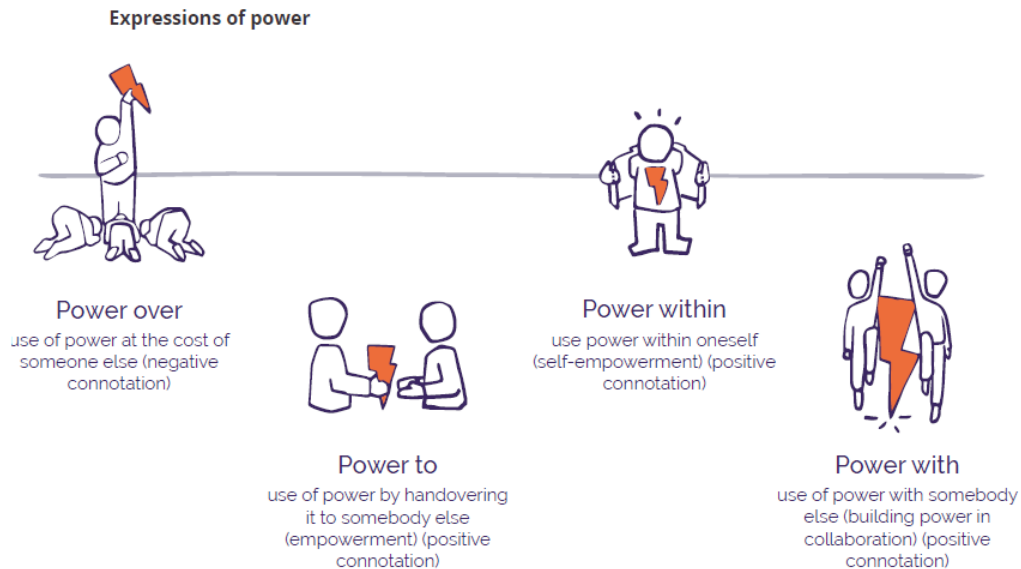 Expressions of power
Power over
use of power at the cost of
someone else (negative
connotation)
Power to
use of power by handovering
it to somebody else
(empowerment) (positive
connotation)
Power within
use power within oneself
(self-empowerment) (positive
connotation)
Power with
use of power with somebody
else (building power in
collaboration) (positive
connotation)